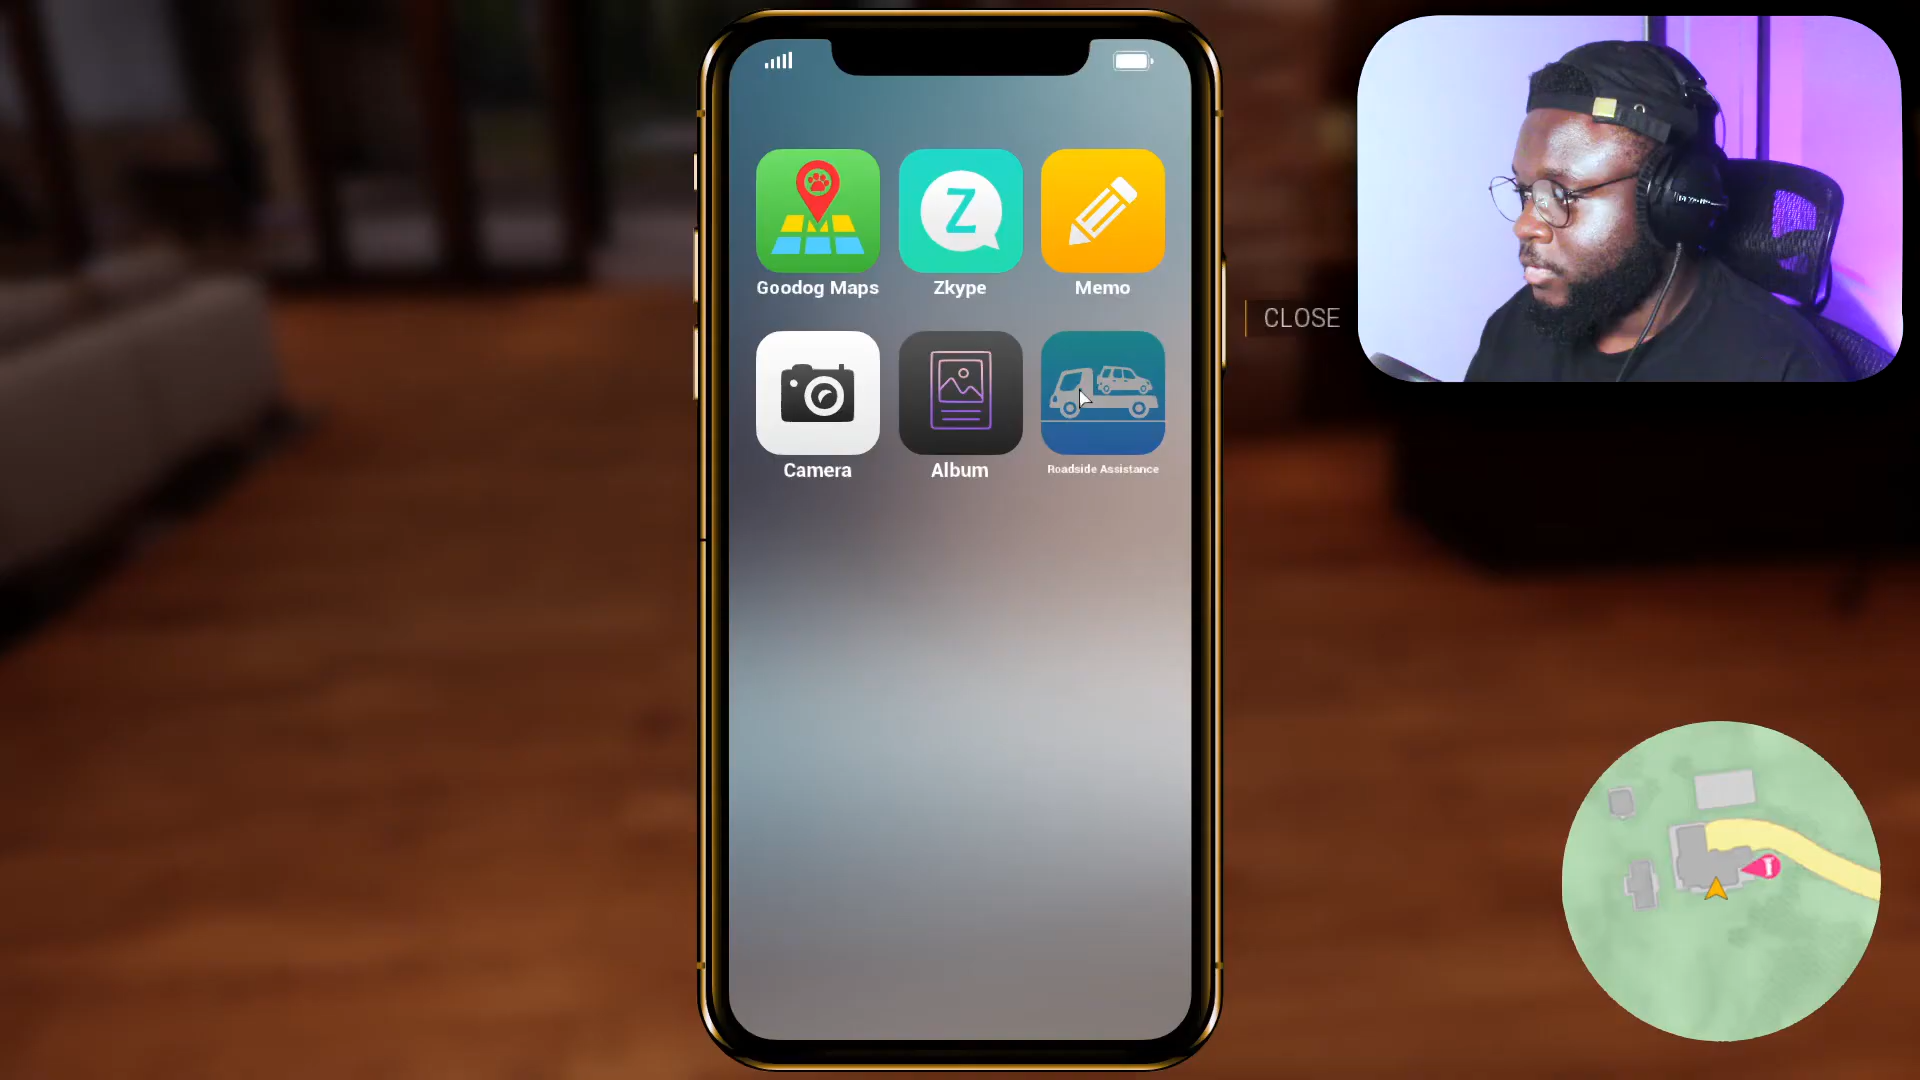 Z
Goodog Maps
Zkype
Memo
CLOSE
Camera
Album
Roadside Assistance